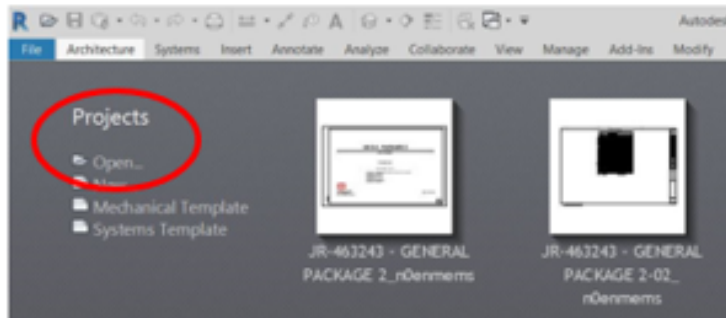 R A Autodes
File Architecture Systems Insert Annotate Analyze Collaborate View Manage Add-Ins Modify
Projects
Open...
New...
Mechanical Template
Systems Template
JR-463243 - GENERAL
PACKAGE 2_n0enmems
JR-463243 - GENERAL
PACKAGE 2-02_
n0enmems